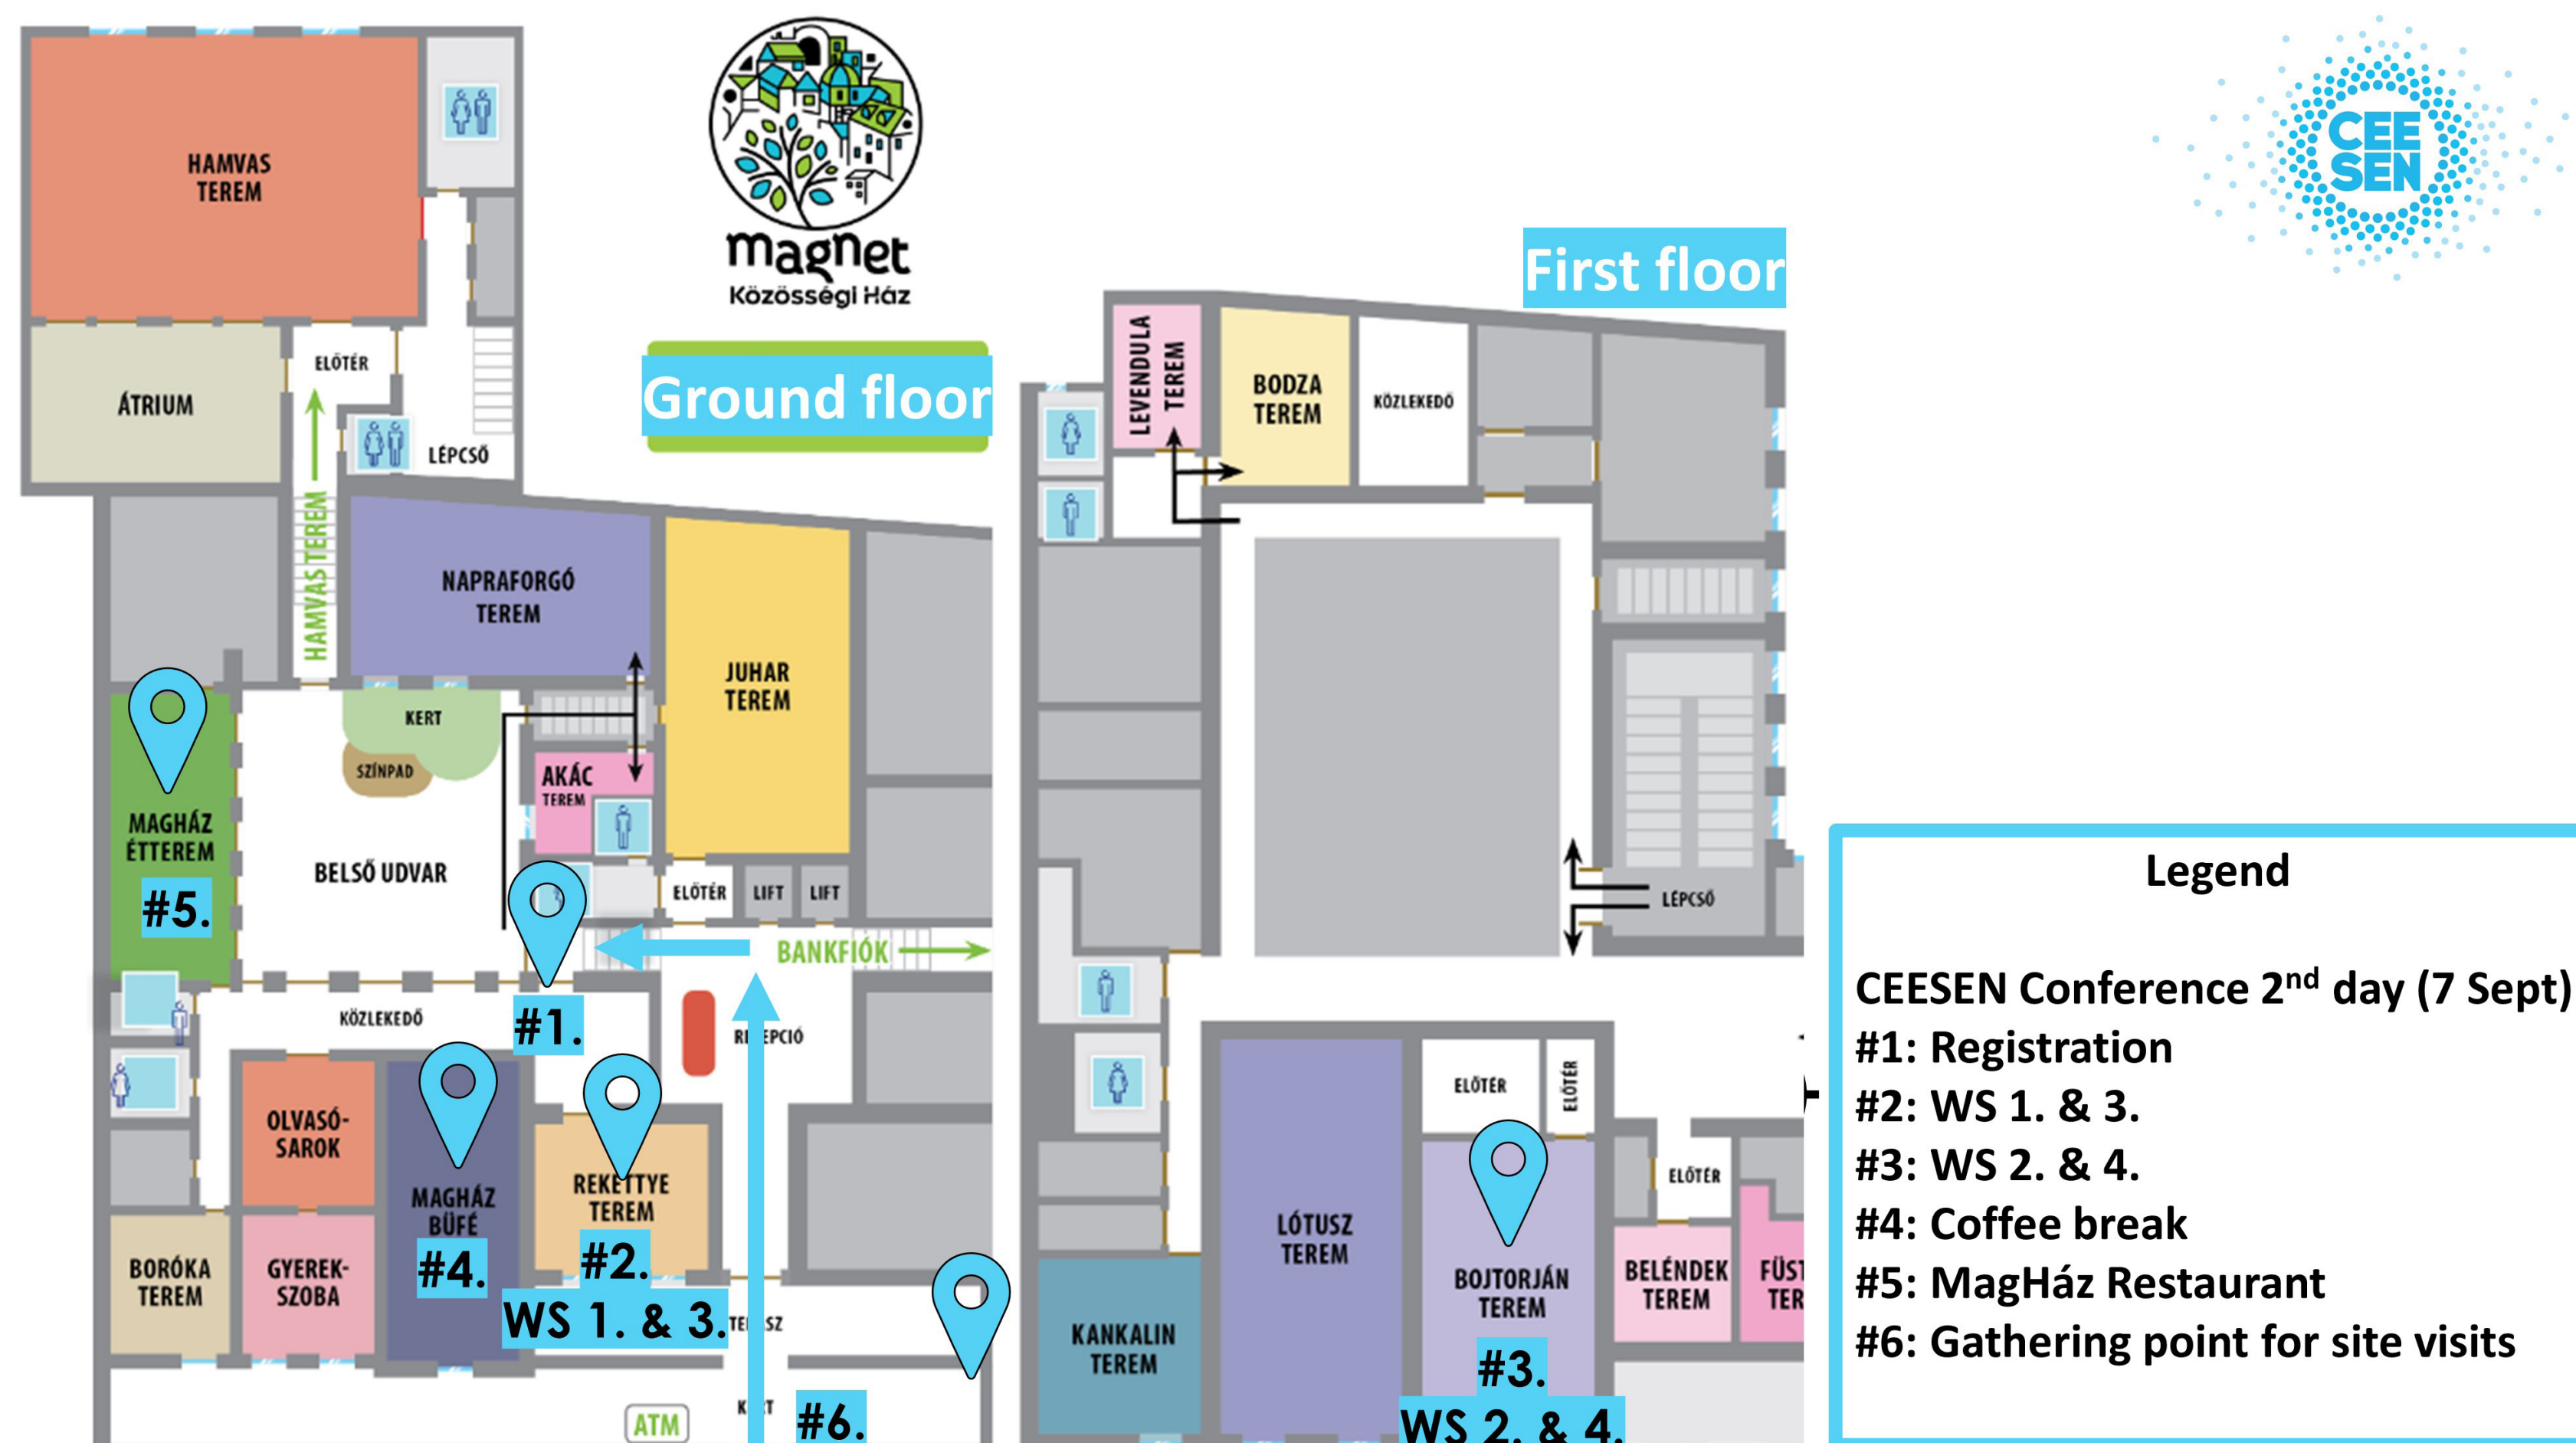 HAMVAS
TEREM
ÁTRIUM
ELŐTÉR
LÉPCSŐ
HAMVAS TEREM
magnet
Közösségi Ház
Ground floor
NAPRAFORGÓ
TEREM
JUHAR
TEREM
KERT
SZÍNPAD
AKÁC
TEREM
MAGHÁZ
ÉTTEREM
#5.
BELSŐ UDVAR
ELŐTÉR
LIFT
LIFT
BANKFIÓK
KÖZLEKEDŐ
#1.
OLVASÓ-
SAROK
MAGHÁZ
BÜFÉ
#4.
REKETTYE
TEREM
#2.
WS 1. & 3.
BORÓKA
TEREM
GYEREK-
SZOBA
ATM
#6.
First floor
LEVENDULA
TEREM
BODZA
TEREM
KÖZLEKEDŐ
LÉPCSŐ
ELŐTÉR
ELŐTÉR
ELŐTÉR
LÓTUSZ
TEREM
BOJTORJÁN
TEREM
#3.
WS 2. & 4.
BELÉNDEK
TEREM
KANKALIN
TEREM
CEE
SEN
Legend
CEESEN Conference 2nd day (7 Sept)
#1: Registration
#2: WS 1. & 3.
#3: WS 2. & 4.
#4: Coffee break
#5: MagHáz Restaurant
#6: Gathering point for site visits